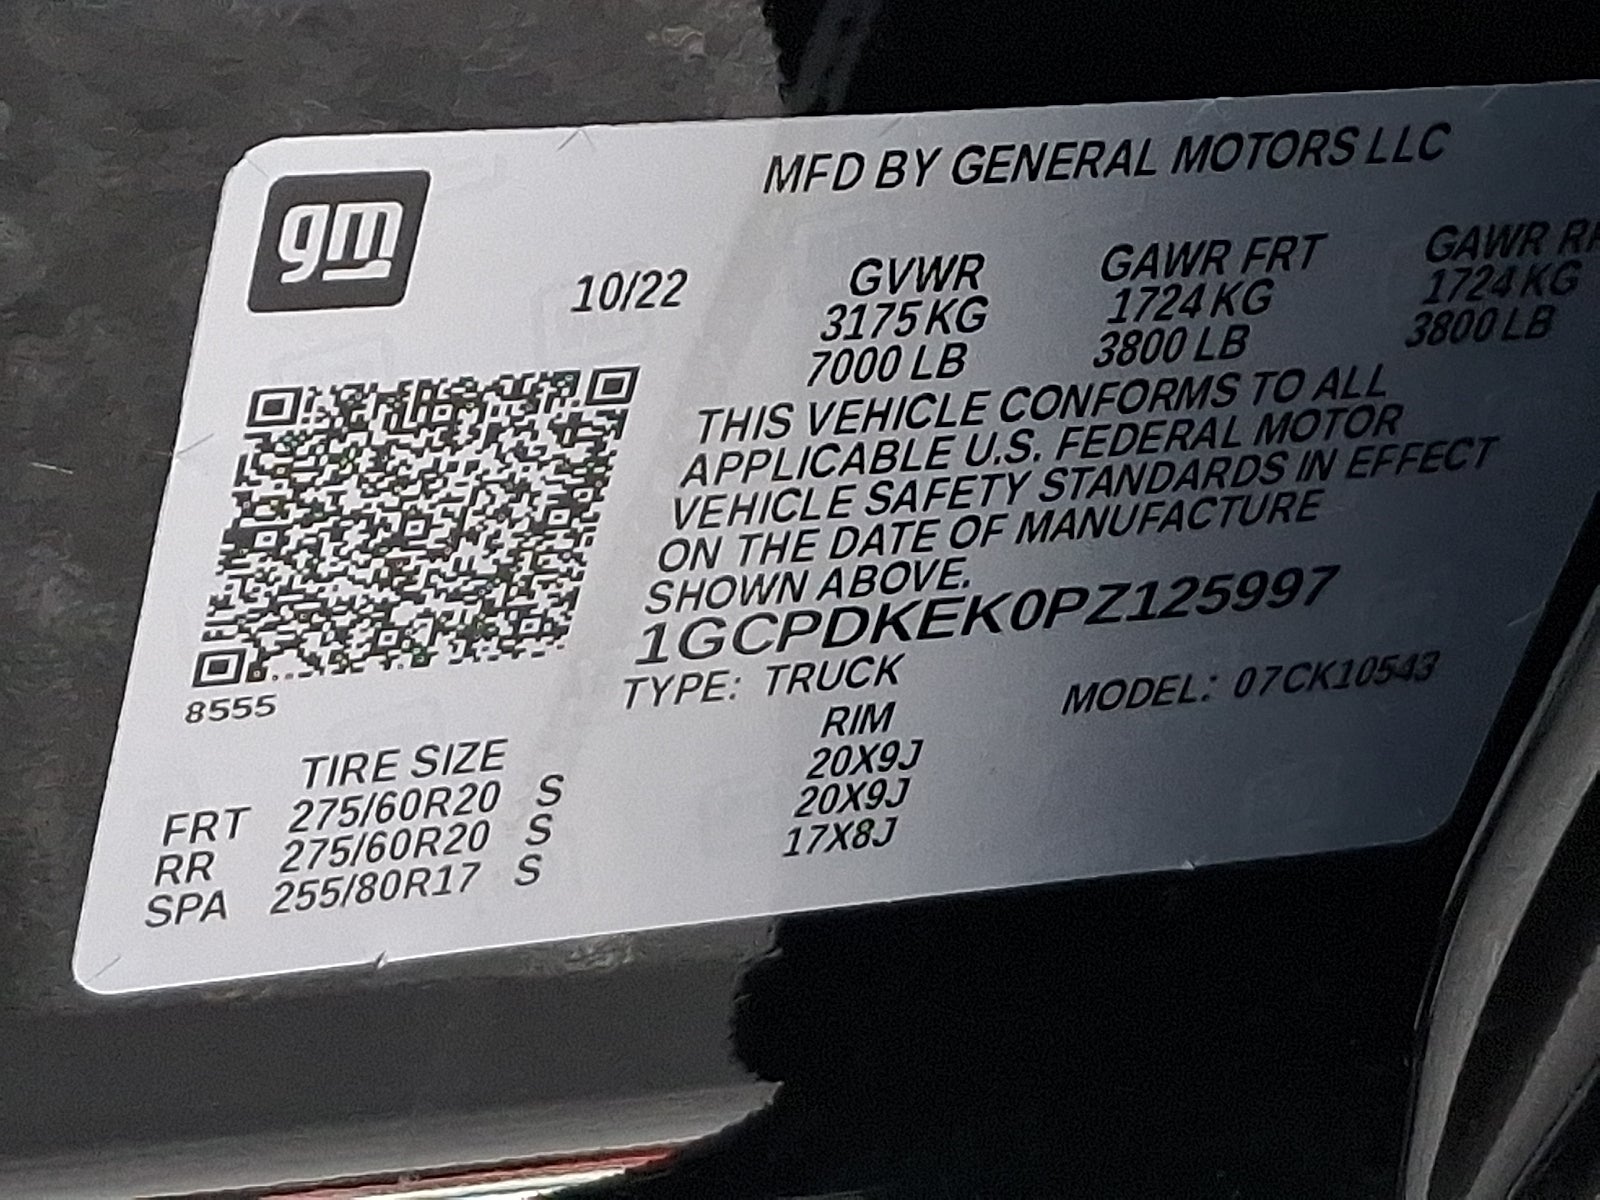 gm
MFD BY GENERAL MOTORS LLC
10/22
GVWR GAWR FRT GAWR RR
3175 KG 1724 KG 1724 KG
7000 LB 3800 LB 3800 LB
THIS VEHICLE CONFORMS TO ALL
APPLICABLE U.S. FEDERAL MOTOR
VEHICLE SAFETY STANDARDS IN EFFECT
ON THE DATE OF MANUFACTURE
SHOWN ABOVE.
1GCPDKEK0PZ125997
TYPE: TRUCK MODEL: 07CK10543
8555
TIRE SIZE RIM
FRT 275/60R20 S 20X9J
RR 275/60R20 S 20X9J
SPA 255/80R17 S 17X8J